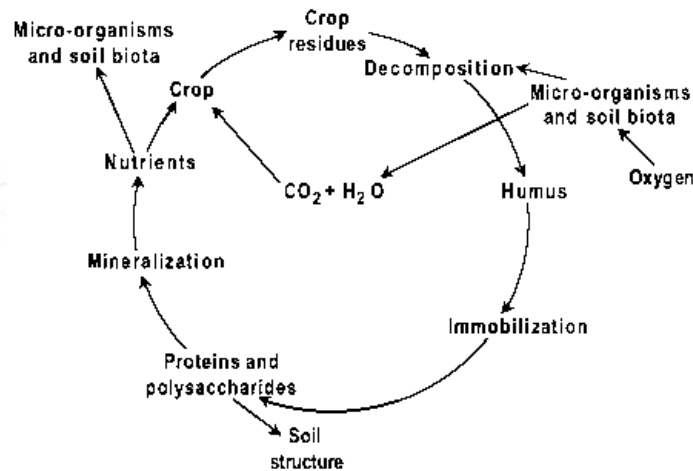 Micro-organisms
and soil biota
Crop
residues
Decomposition
Micro-organisms
and soil biota
Oxygen
Crop
Nutrients
CO₂ + H₂O
Humus
Mineralization
Immobilization
Proteins and
polysaccharides
Soil
structure